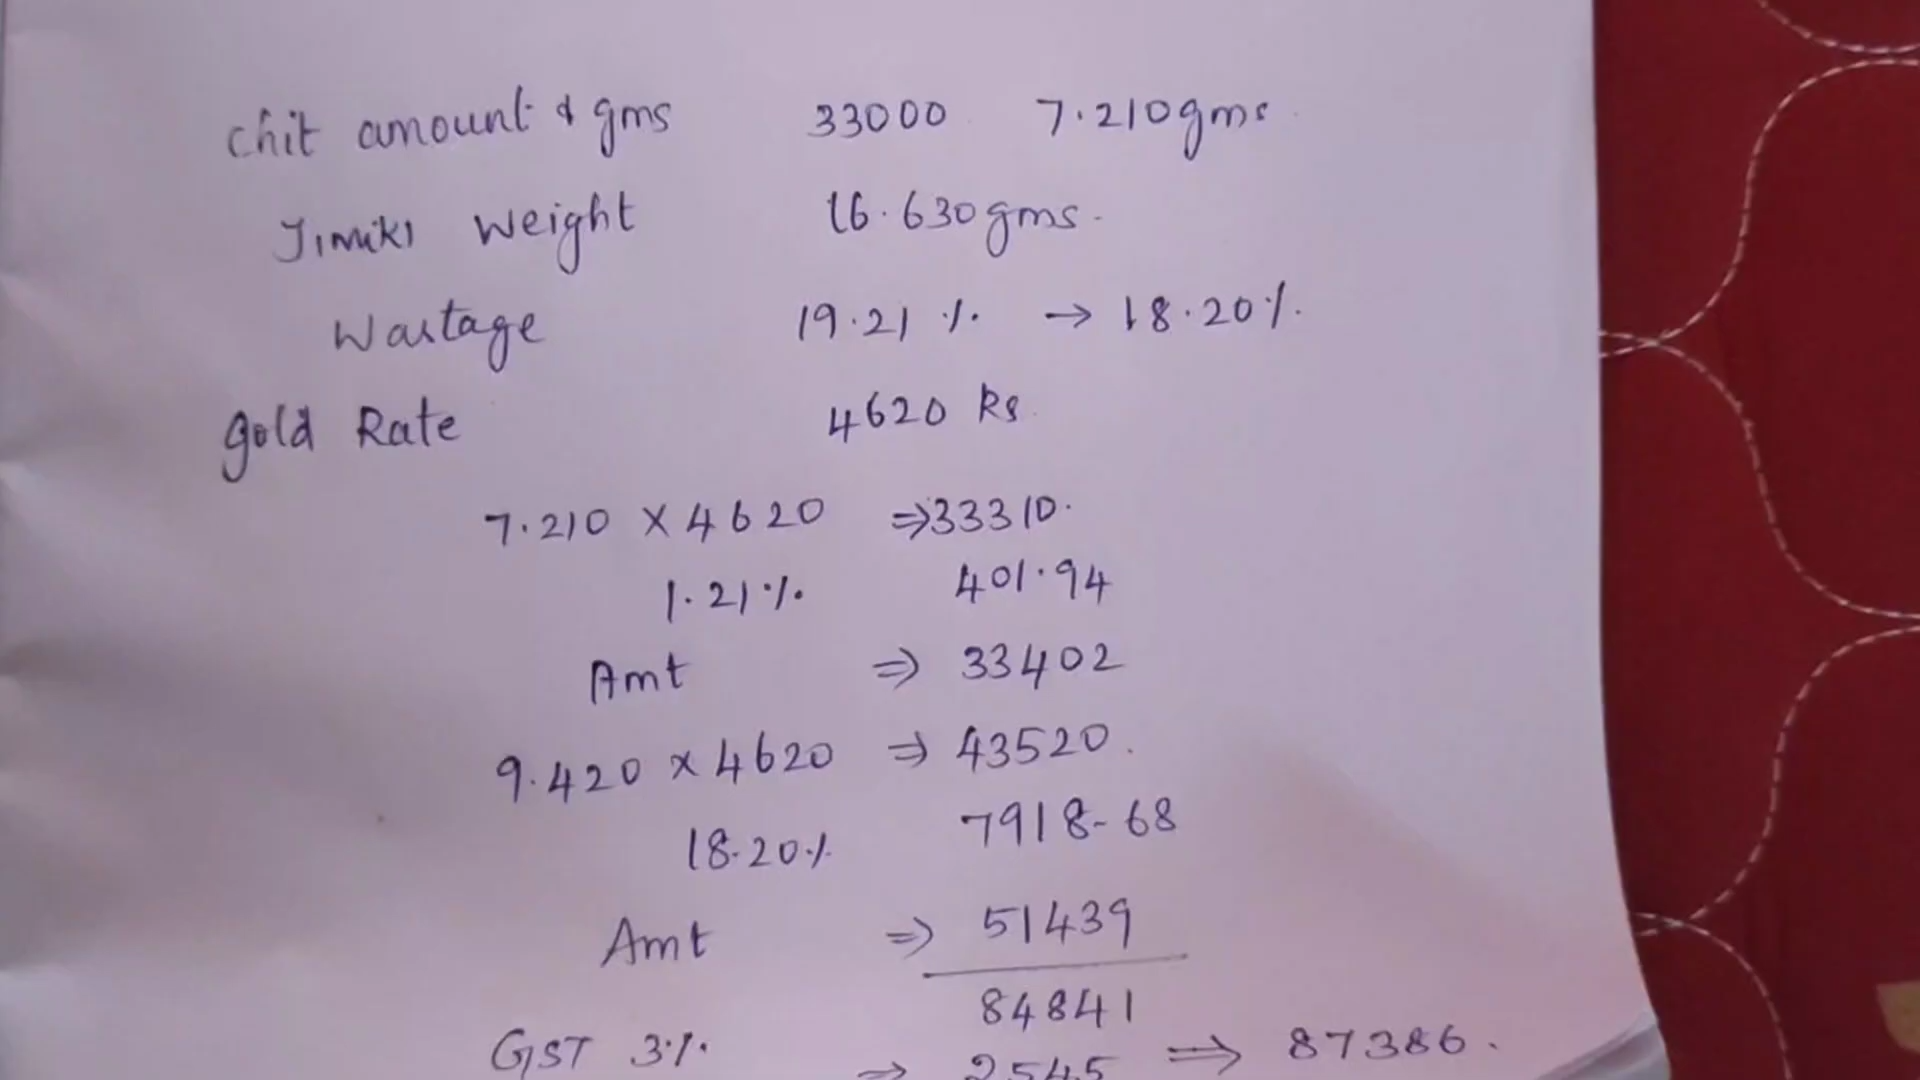 Chit amount & gms 33000 7.210gms
Jimiki Weight 16.630gms.
Wastage 19.21 % → 18.20%.
gold Rate 4620 Rs
7.210 X 4620 ⇒33310.
1.21% 401.94
Amt ⇒ 33402
9.420 x 4620 ⇒ 43520.
18.20% 7918-68
Amt ⇒ 51439
84841
GST 3% ⇒ 2545 ⇒ 87386.